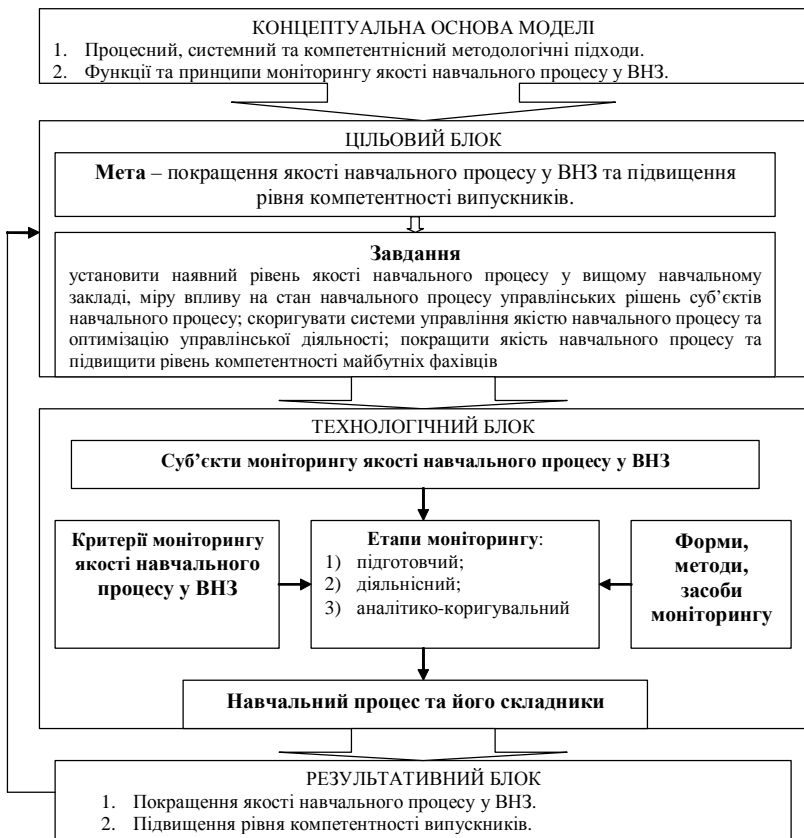 КОНЦЕПТУАЛЬНА ОСНОВА МОДЕЛІ
1. Процесний, системний та компетентнісний методологічні підходи.
2. Функції та принципи моніторингу якості навчального процесу у ВНЗ.
ЦІЛЬОВИЙ БЛОК
Мета – покращення якості навчального процесу у ВНЗ та підвищення
рівня компетентності випускників.
Завдання
установити наявний рівень якості навчального процесу у вищому навчальному
закладі, міру впливу на стан навчального процесу управлінських рішень суб’єктів
навчального процесу; скоригувати системи управління якістю навчального процесу та
оптимізацію управлінської діяльності; покращити якість навчального процесу та
підвищити рівень компетентності майбутніх фахівців
ТЕХНОЛОГІЧНИЙ БЛОК
Суб’єкти моніторингу якості навчального процесу у ВНЗ
Критерії моніторингу
якості навчального
процесу у ВНЗ
Етапи моніторингу:
1) підготовчий;
2) діяльнісний;
3) аналітико-коригувальний
Форми,
методи,
засоби
моніторингу
Навчальний процес та його складники
РЕЗУЛЬТАТИВНИЙ БЛОК
1. Покращення якості навчального процесу у ВНЗ.
2. Підвищення рівня компетентності випускників.